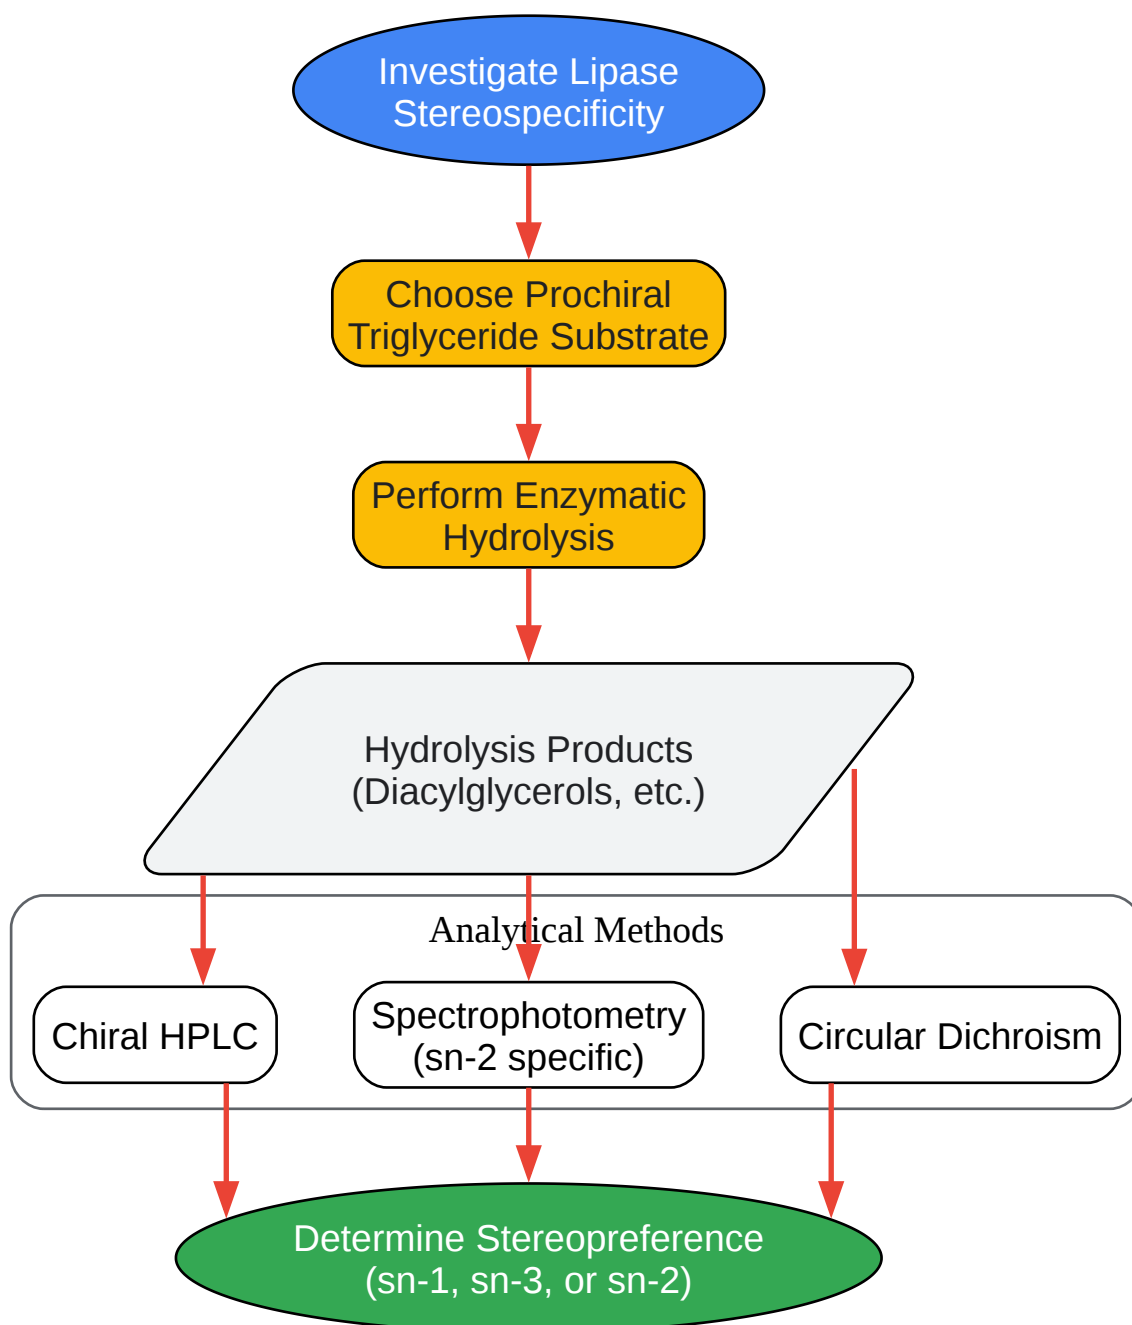 Investigate Lipase
Stereospecificity
Choose Prochiral
Triglyceride Substrate
Perform Enzymatic
Hydrolysis
Hydrolysis Products
(Diacylglycerols, etc.)
Analytical Methods
Chiral HPLC
Spectrophotometry
(sn-2 specific)
Circular Dichroism
Determine Stereopreference
(sn-1, sn-3, or sn-2)